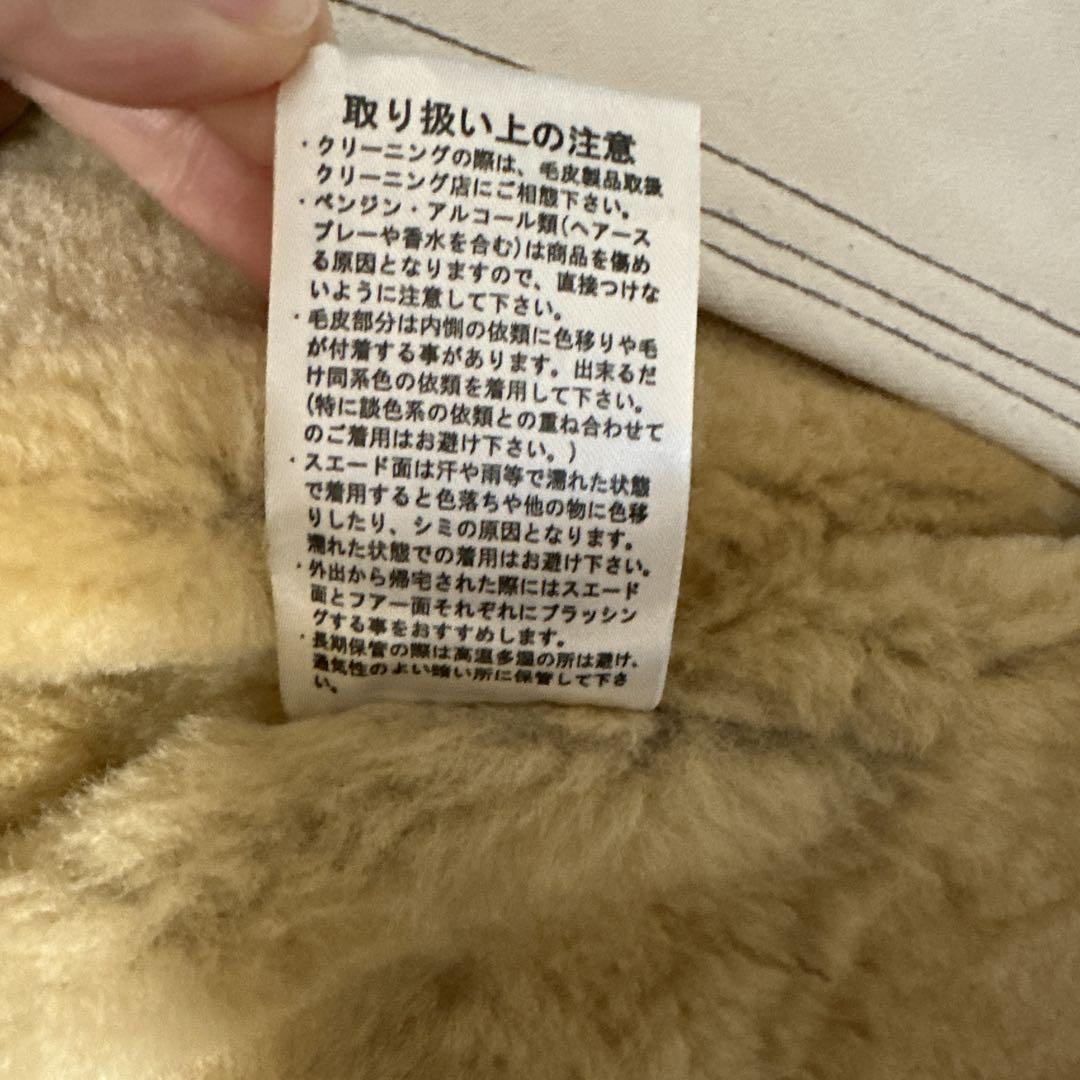 取り扱い上の注意
・クリーニングの際は、毛皮製品取扱
クリーニング店にご相態下さい。
・ベンジン・アルコール類(ヘアース
プレーや香水を含む)は商品を傷め
る原因となりますので、直接つけな
いように注意して下さい。
・毛皮部分は内惻の依類に色移りや毛
が付着する事があります。出末るだ
け同系色の依類を着用して下さい。
(特に談色系の依類との重ね合わせて
のご着用はお避け下さい。)
・スエード面は汗や雨等で濡れた状態
で着用すると色落ちや他の物に色移
りしたり、シミの原因となります。
濡れた状態での着用はお避け下さい。
・外出から帰宅された際にはスエード
面とフアー面それぞれにブラッシン
グする事をおすすめします。
・長期保管の際は高温多湿の所は避け、
通気性のよい暗い所に保管して下さ
い。